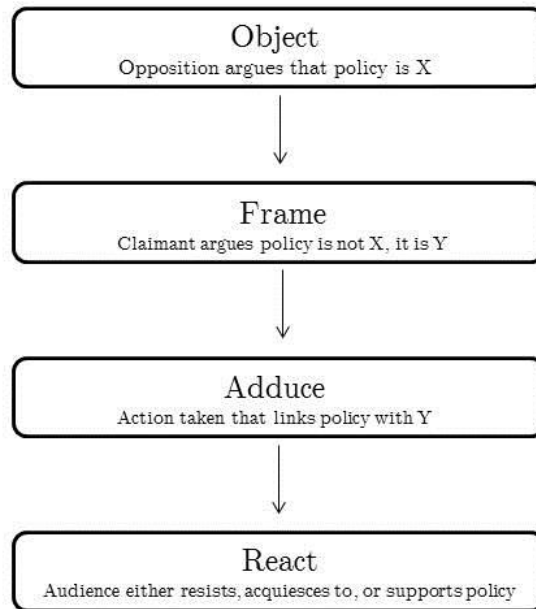 Object
Opposition argues that policy is X
Frame
Claimant argues policy is not X, it is Y
Adduce
Action taken that links policy with Y
React
Audience either resists, acquiesces to, or supports policy